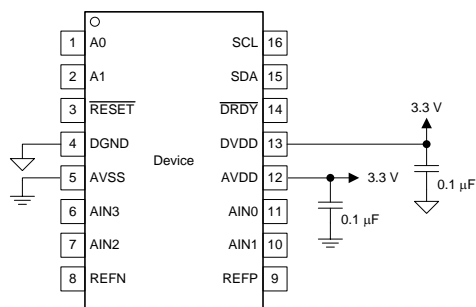 1 A0 SCL 16
2 A1 SDA 15
3 RESET DRDY 14
3.3 V
4 DGND DVDD 13
Device
5 AVSS AVDD 12 3.3 V
0.1 μF
6 AIN3 AIN0 11
0.1 μF
7 AIN2 AIN1 10
8 REFN REFP 9